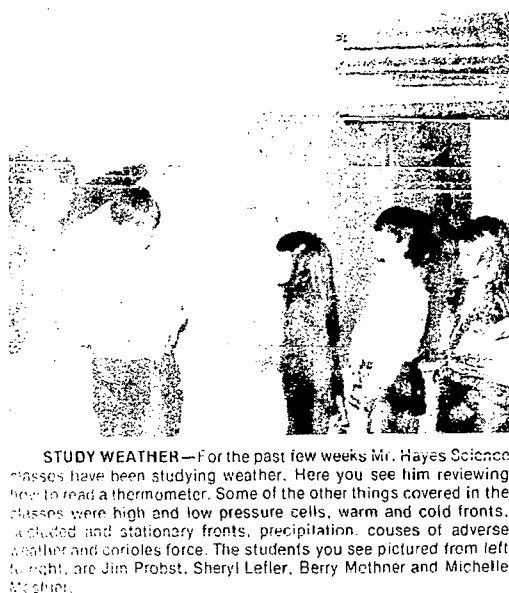 STUDY WEATHER—For the past few weeks Mr. Hayes Science
classes have been studying weather. Here you see him reviewing
how to read a thermometer. Some of the other things covered in the
classes were high and low pressure cells, warm and cold fronts,
occluded and stationary fronts, precipitation, couses of adverse
weather and corioles force. The students you see pictured from left
to right, are Jim Probst, Sheryl Lefler, Berry Methner and Michelle